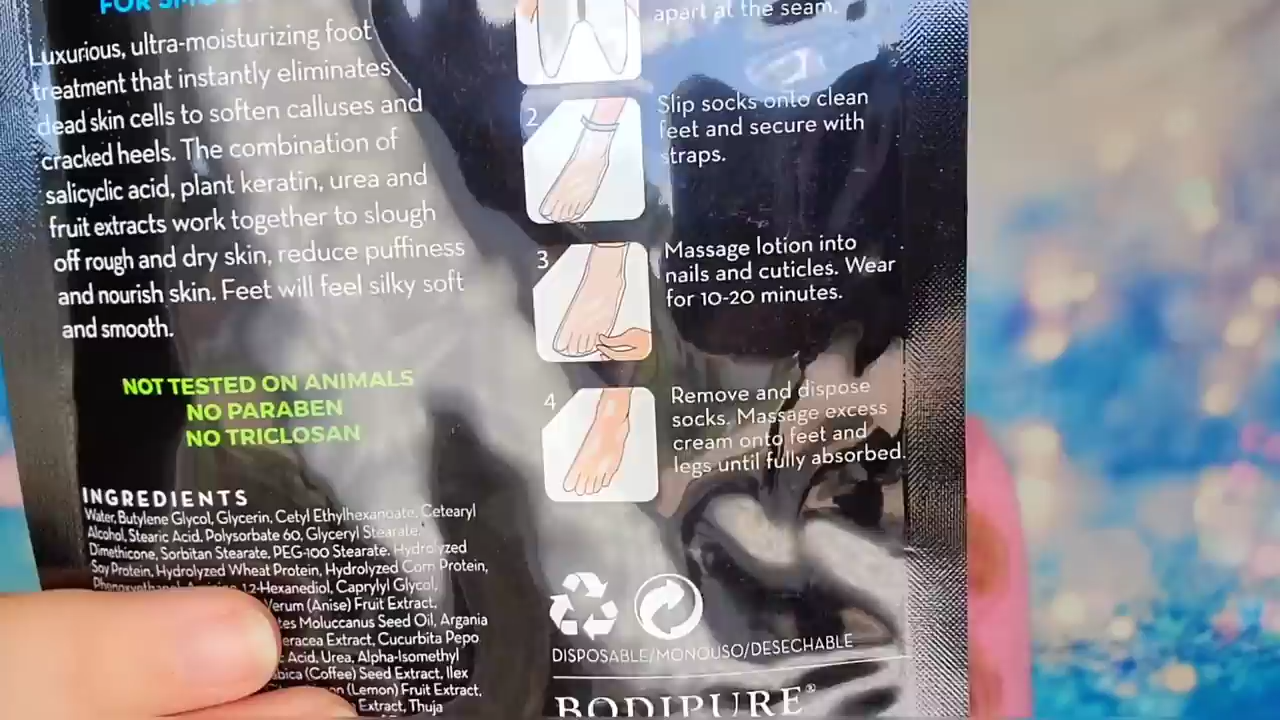 Luxurious, ultra-moisturizing foot
treatment that instantly eliminates
dead skin cells to soften calluses and
cracked heels. The combination of
salicyclic acid, plant keratin, urea and
fruit extracts work together to slough
off rough and dry skin, reduce puffiness
and nourish skin. Feet will feel silky soft
and smooth.
NOT TESTED ON ANIMALS
NO PARABEN
NO TRICLOSAN
INGREDIENTS
Water, Butylene Glycol, Glycerin, Cetyl Ethylhexanoate, Cetearyl
Alcohol, Stearic Acid, Polysorbate 60, Glyceryl Stearate,
Dimethicone, Sorbitan Stearate, PEG-100 Stearate, Hydrolyzed
Soy Protein, Hydrolyzed Wheat Protein, Hydrolyzed Corn Protein,
1,2-Hexanediol, Caprylyl Glycol,
Verum (Anise) Fruit Extract,
Moluccanus Seed Oil, Argania
Extract, Cucurbita Pepo
Acid, Urea, Alpha-Isomethyl
(Coffee) Seed Extract, Ilex
(Lemon) Fruit Extract,
Extract, Thuja
apart at the seam.
2
Slip socks onto clean
feet and secure with
straps.
3
Massage lotion into
nails and cuticles. Wear
for 10-20 minutes.
4
Remove and dispose
socks. Massage excess
cream onto feet and
legs until fully absorbed.
DISPOSABLE/MONOUSO/DESECHABLE
BODIPURE®